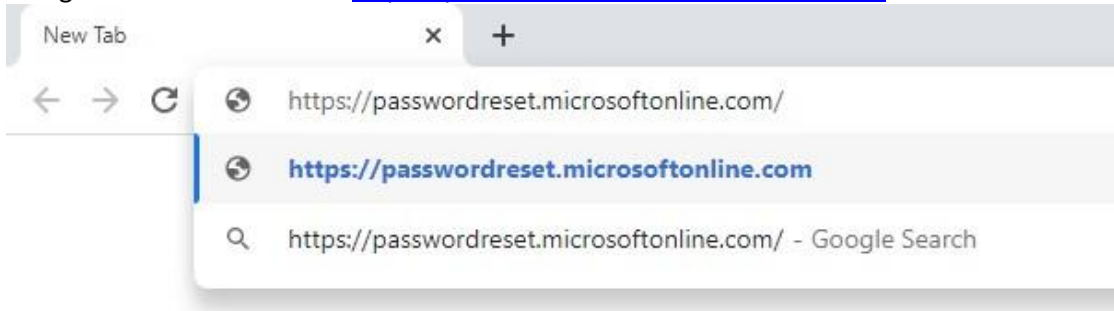 New Tab
https://passwordreset.microsoftonline.com/
https://passwordreset.microsoftonline.com
https://passwordreset.microsoftonline.com/ - Google Search